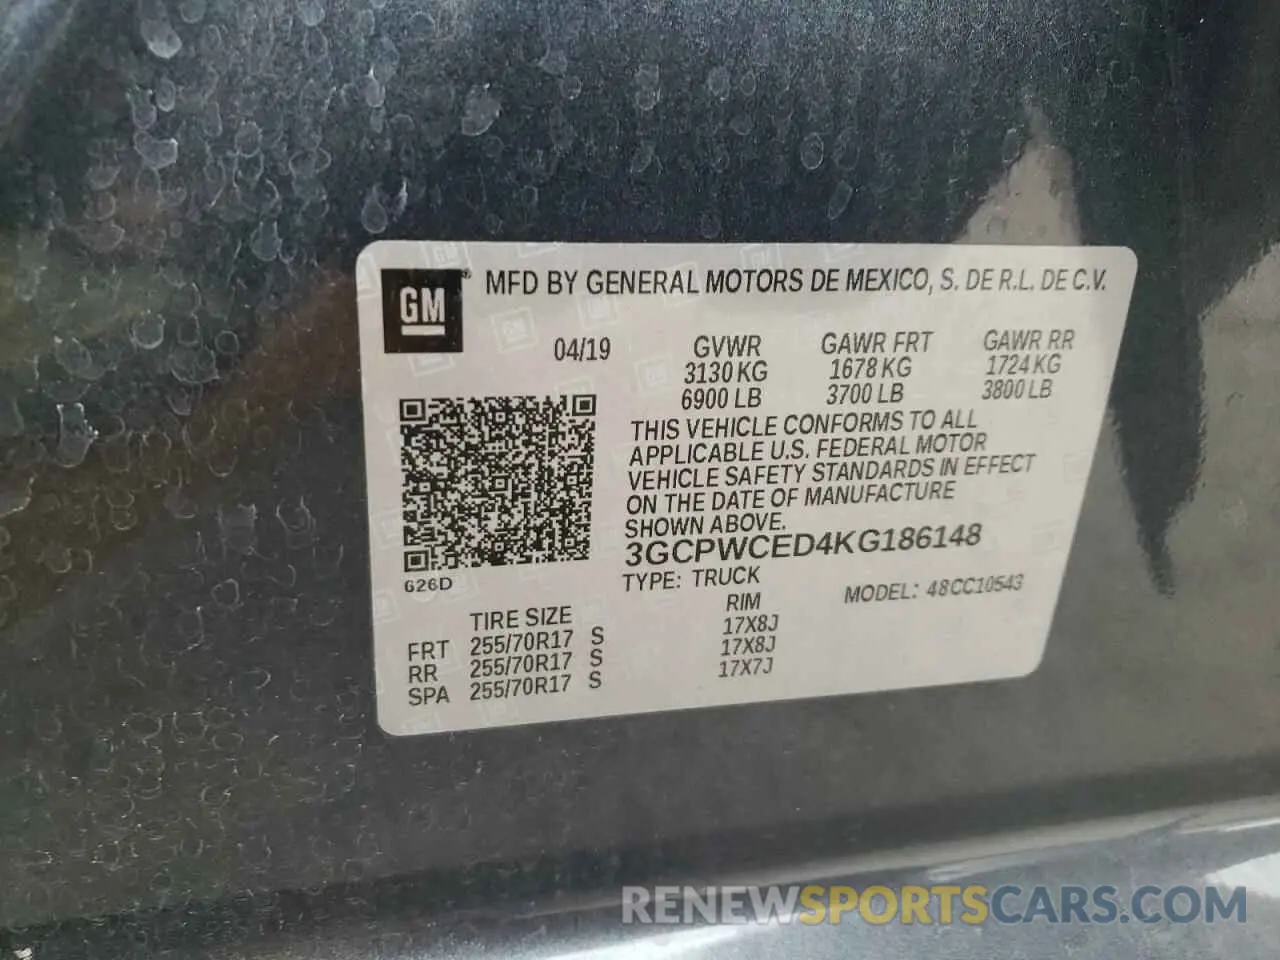 GM® MFD BY GENERAL MOTORS DE MEXICO, S. DE R.L. DE C.V.
04/19
GVWR GAWR FRT GAWR RR
3130 KG 1678 KG 1724 KG
6900 LB 3700 LB 3800 LB
THIS VEHICLE CONFORMS TO ALL
APPLICABLE U.S. FEDERAL MOTOR
VEHICLE SAFETY STANDARDS IN EFFECT
ON THE DATE OF MANUFACTURE
SHOWN ABOVE.
3GCPWCED4KG186148
626D
TYPE: TRUCK
MODEL: 48CC10543
TIRE SIZE RIM
FRT 255/70R17 S 17X8J
RR 255/70R17 S 17X8J
SPA 255/70R17 S 17X7J
RENEWSPORTSCARS.COM